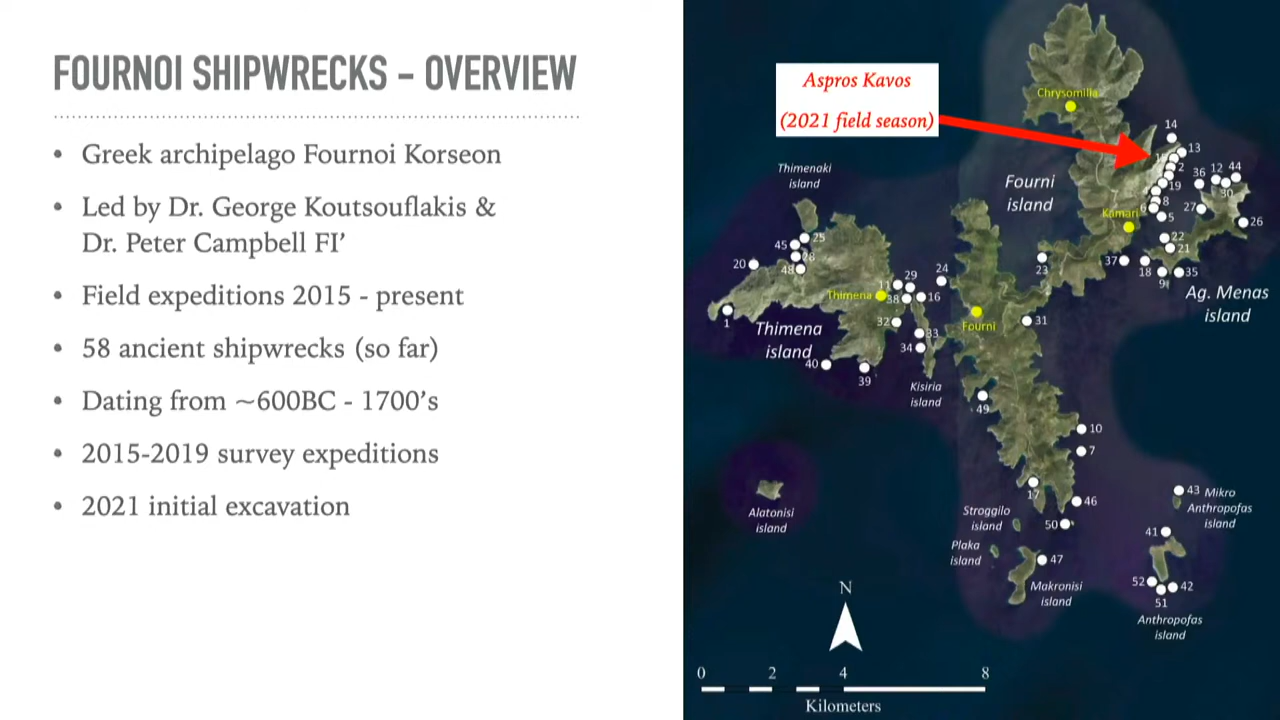 FOURNOI SHIPWRECKS – OVERVIEW
• Greek archipelago Fournoi Korseon
• Led by Dr. George Koutsouflakis &
Dr. Peter Campbell FI’
• Field expeditions 2015 - present
• 58 ancient shipwrecks (so far)
• Dating from ~600BC - 1700’s
• 2015-2019 survey expeditions
• 2021 initial excavation
Aspros Kavos
(2021 field season)
Chrysomilia
14
13
2
19
8
6
5
36
12
44
30
27
26
22
21
37
18
9
35
Kamari
Fourni
island
Ag. Menas
island
Thimenaki
island
25
45
28
48
20
1
Thimena
Thimena
island
11
29
38
16
24
32
33
34
40
39
Kisiria
island
23
Fourni
31
49
10
7
17
46
50
Stroggilo
island
Plaka
island
47
Makronisi
island
Alatonisi
island
43
Mikro
Anthropofas
island
41
52
42
51
Anthropofas
island
N
0 2 4 8
Kilometers